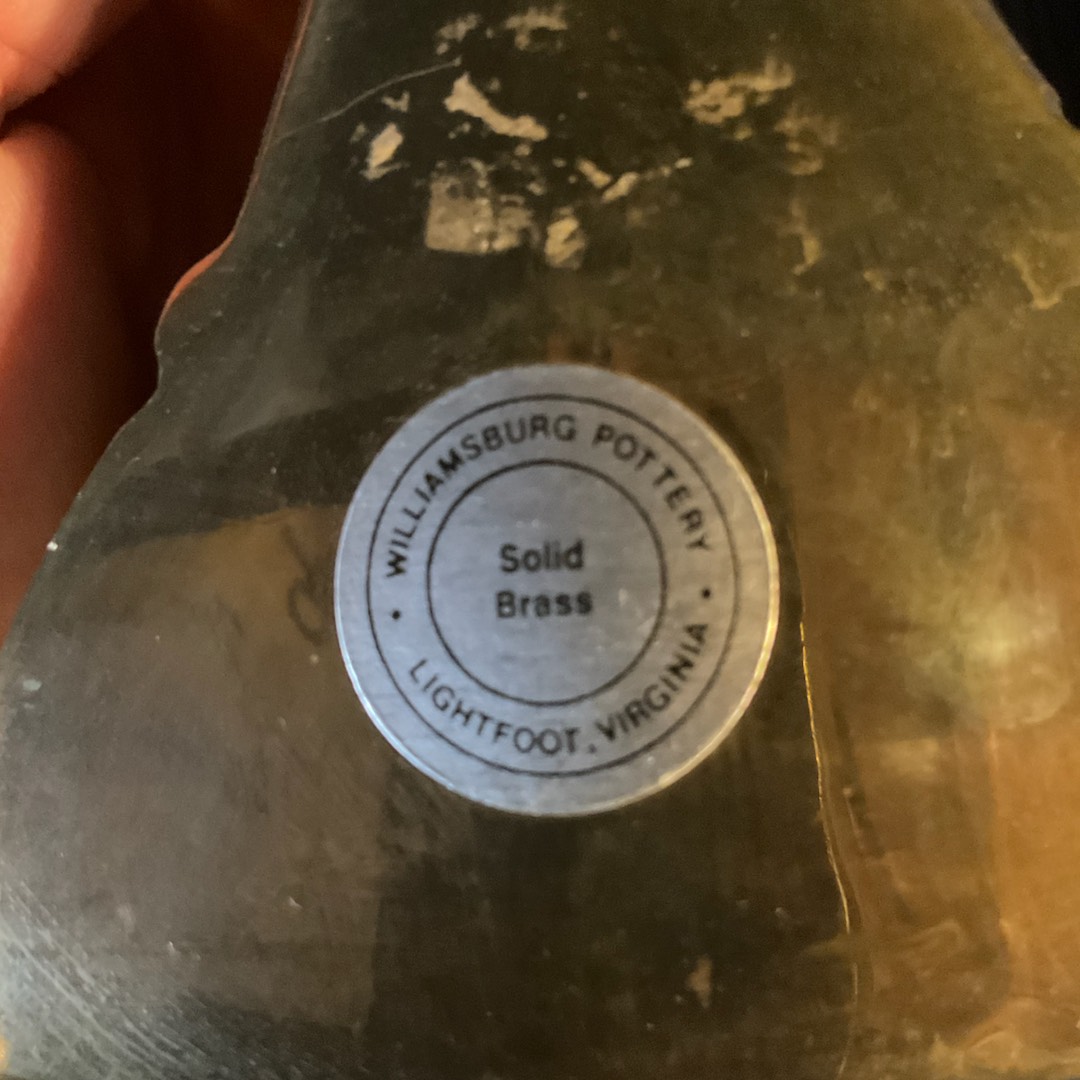 WILLIAMSBURG POTTERY
Solid
Brass
LIGHTFOOT, VIRGINIA